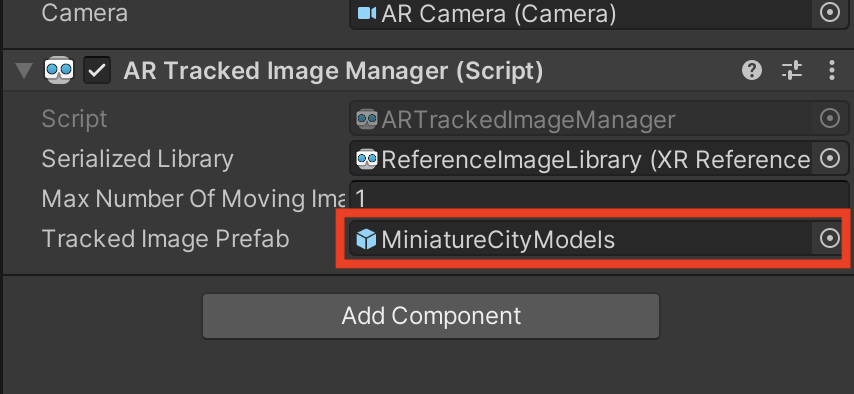 Camera AR Camera (Camera)
AR Tracked Image Manager (Script)
Script ARTrackedImageManager
Serialized Library ReferenceImageLibrary (XR Reference
Max Number Of Moving Ima 1
Tracked Image Prefab MiniatureCityModels
Add Component